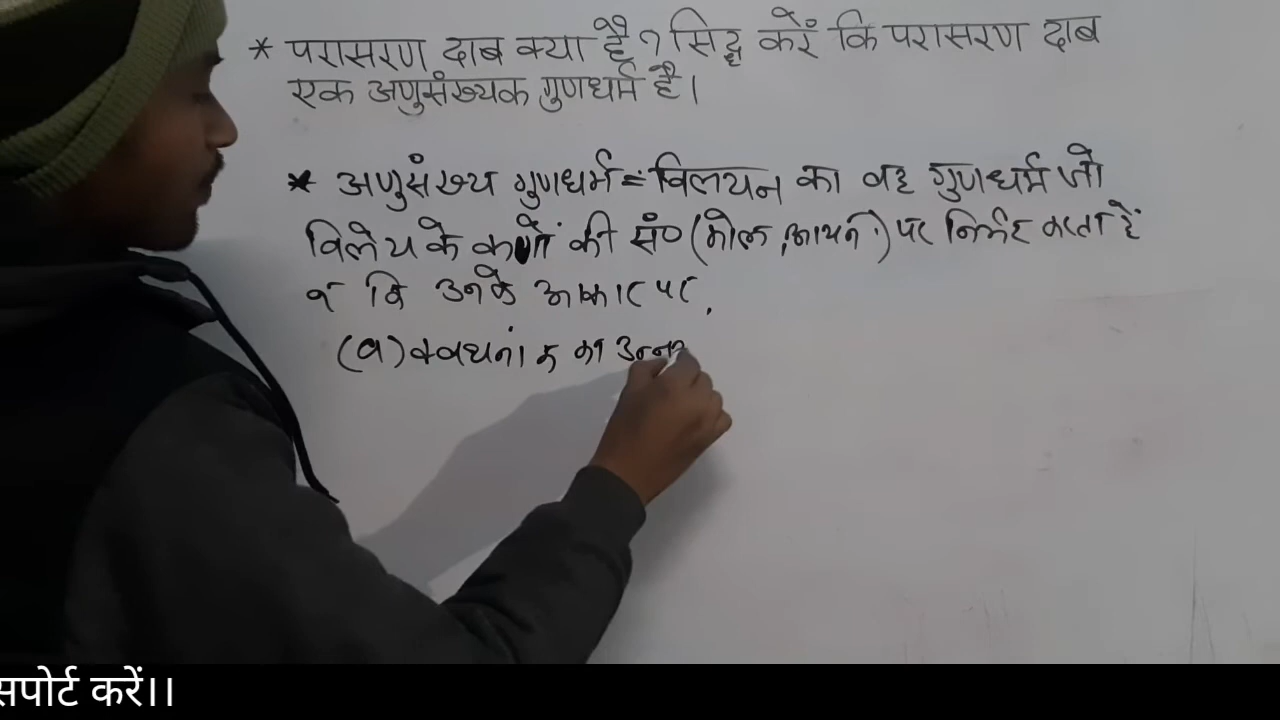 * परासरण दाब क्या है ? सिद्ध करें कि परासरण दाब
एक अणुसंख्यक गुणधर्म है।
* अणुसंख्य गुणधर्म = विलयन का वह गुणधर्म जो
विलेय के कणों की सं० (मोल, आयन) पर निर्भर करता है
न कि उनके आकार पर,
(a) क्वथनांक का उन्न
सपोर्ट करें।।